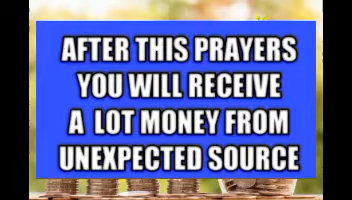 AFTER THIS PRAYERS
YOU WILL RECEIVE
A LOT MONEY FROM
UNEXPECTED SOURCE